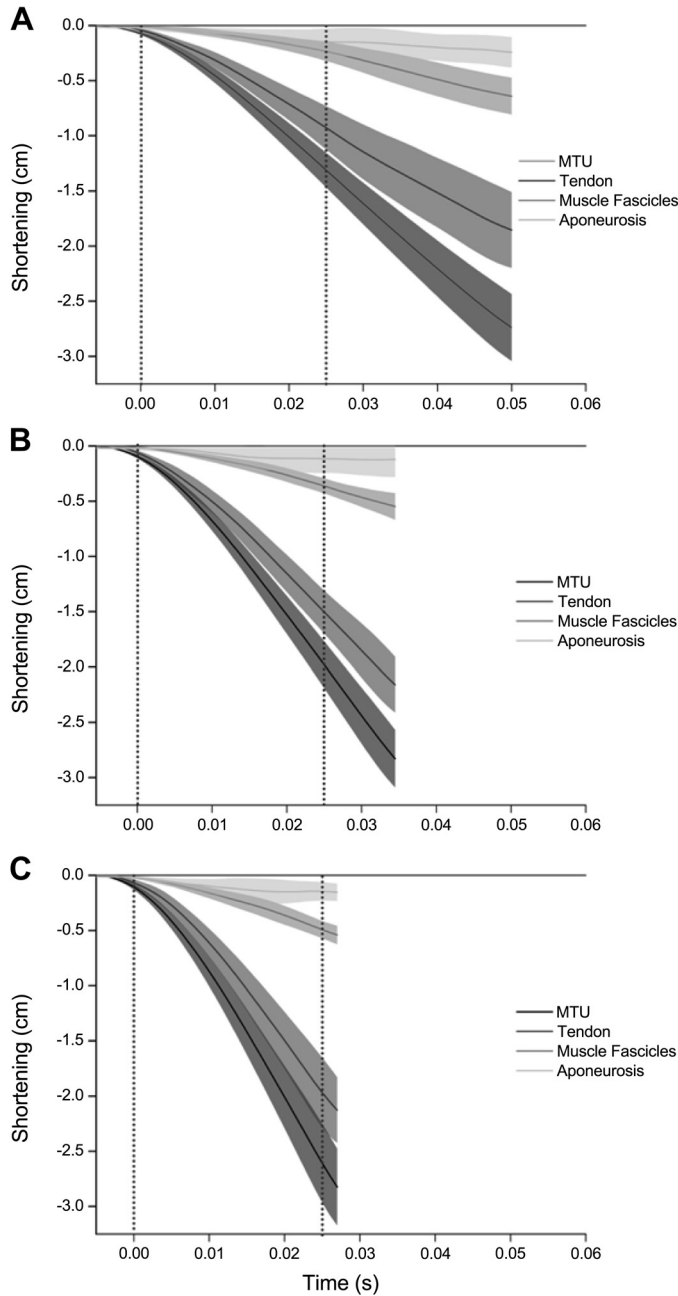 A
0.0
-0.5
-1.0
-1.5
-2.0
-2.5
-3.0
Shortening (cm)
MTU
Tendon
Muscle Fascicles
Aponeurosis
0.00 0.01 0.02 0.03 0.04 0.05 0.06
B
0.0
-0.5
-1.0
-1.5
-2.0
-2.5
-3.0
Shortening (cm)
MTU
Tendon
Muscle Fascicles
Aponeurosis
0.00 0.01 0.02 0.03 0.04 0.05 0.06
C
0.0
-0.5
-1.0
-1.5
-2.0
-2.5
-3.0
Shortening (cm)
MTU
Tendon
Muscle Fascicles
Aponeurosis
0.00 0.01 0.02 0.03 0.04 0.05 0.06
Time (s)